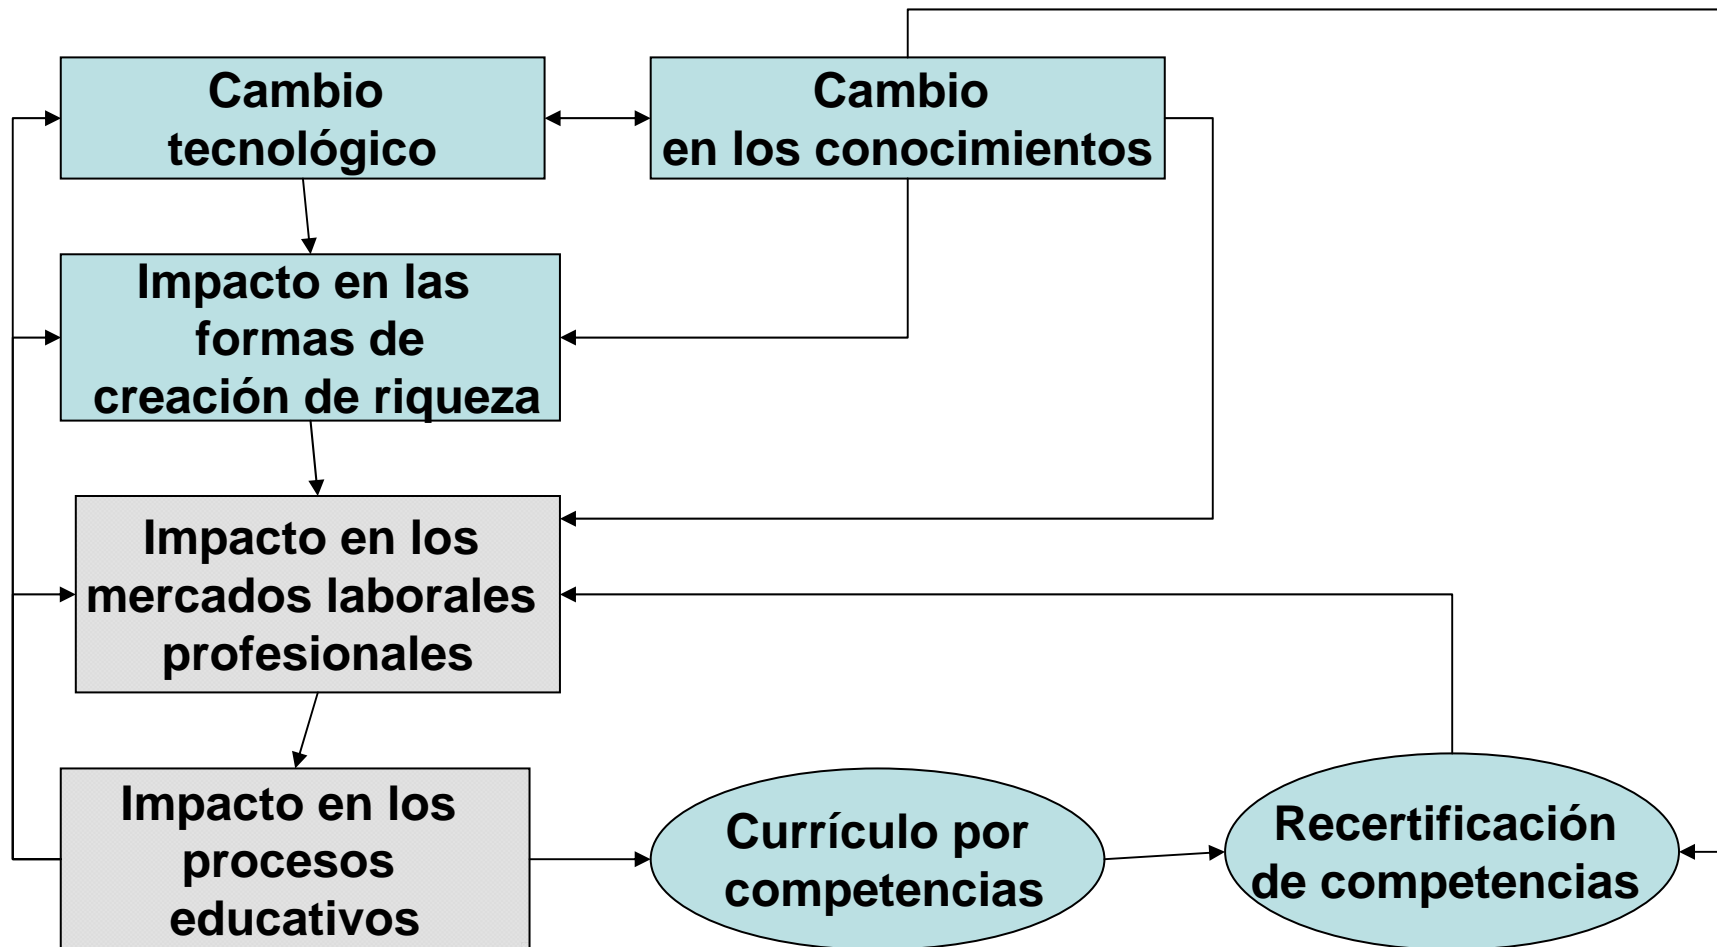 Cambio
tecnológico
Cambio
en los conocimientos
Impacto en las
formas de
creación de riqueza
Impacto en los
mercados laborales
profesionales
Impacto en los
procesos
educativos
Currículo por
competencias
Recertificación
de competencias